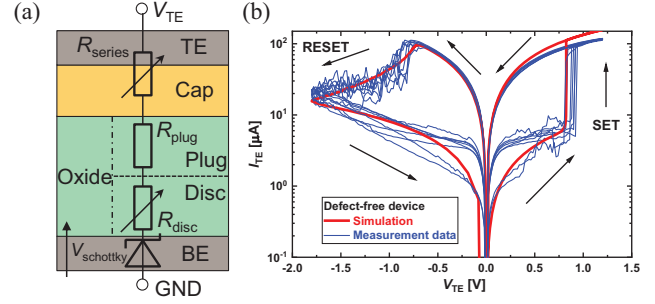 (a)
V_TE
R_series
TE
Cap
R_plug
Plug
Oxide
Disc
R_disc
V_schottky
BE
GND
(b)
RESET
SET
Defect-free device
Simulation
Measurement data
I_TE [µA]
10^2
10^1
10^0
10^-1
-2.0 -1.5 -1.0 -0.5 0.0 0.5 1.0 1.5
V_TE [V]